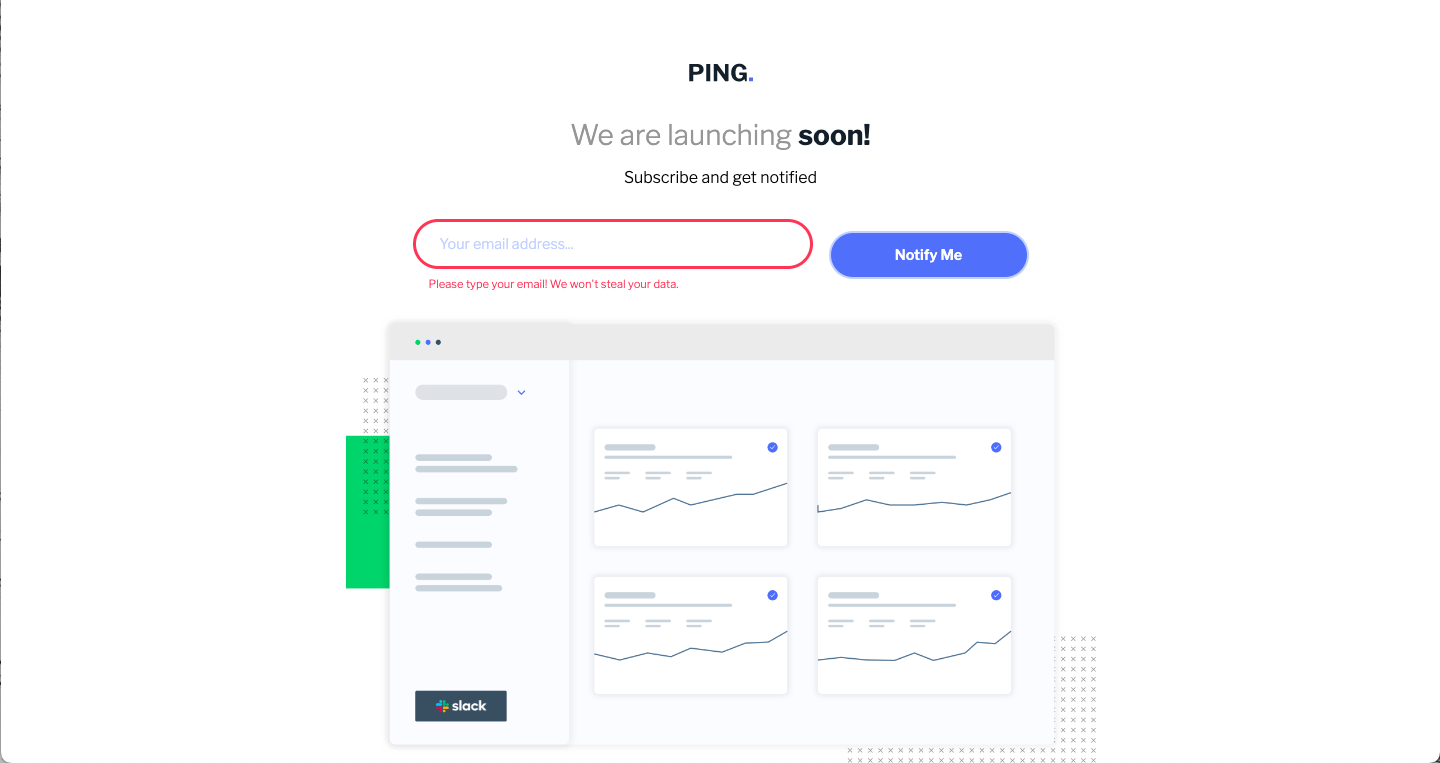 PING.
We are launching soon!
Subscribe and get notified
Your email address...
Notify Me
Please type your email! We won't steal your data.
slack